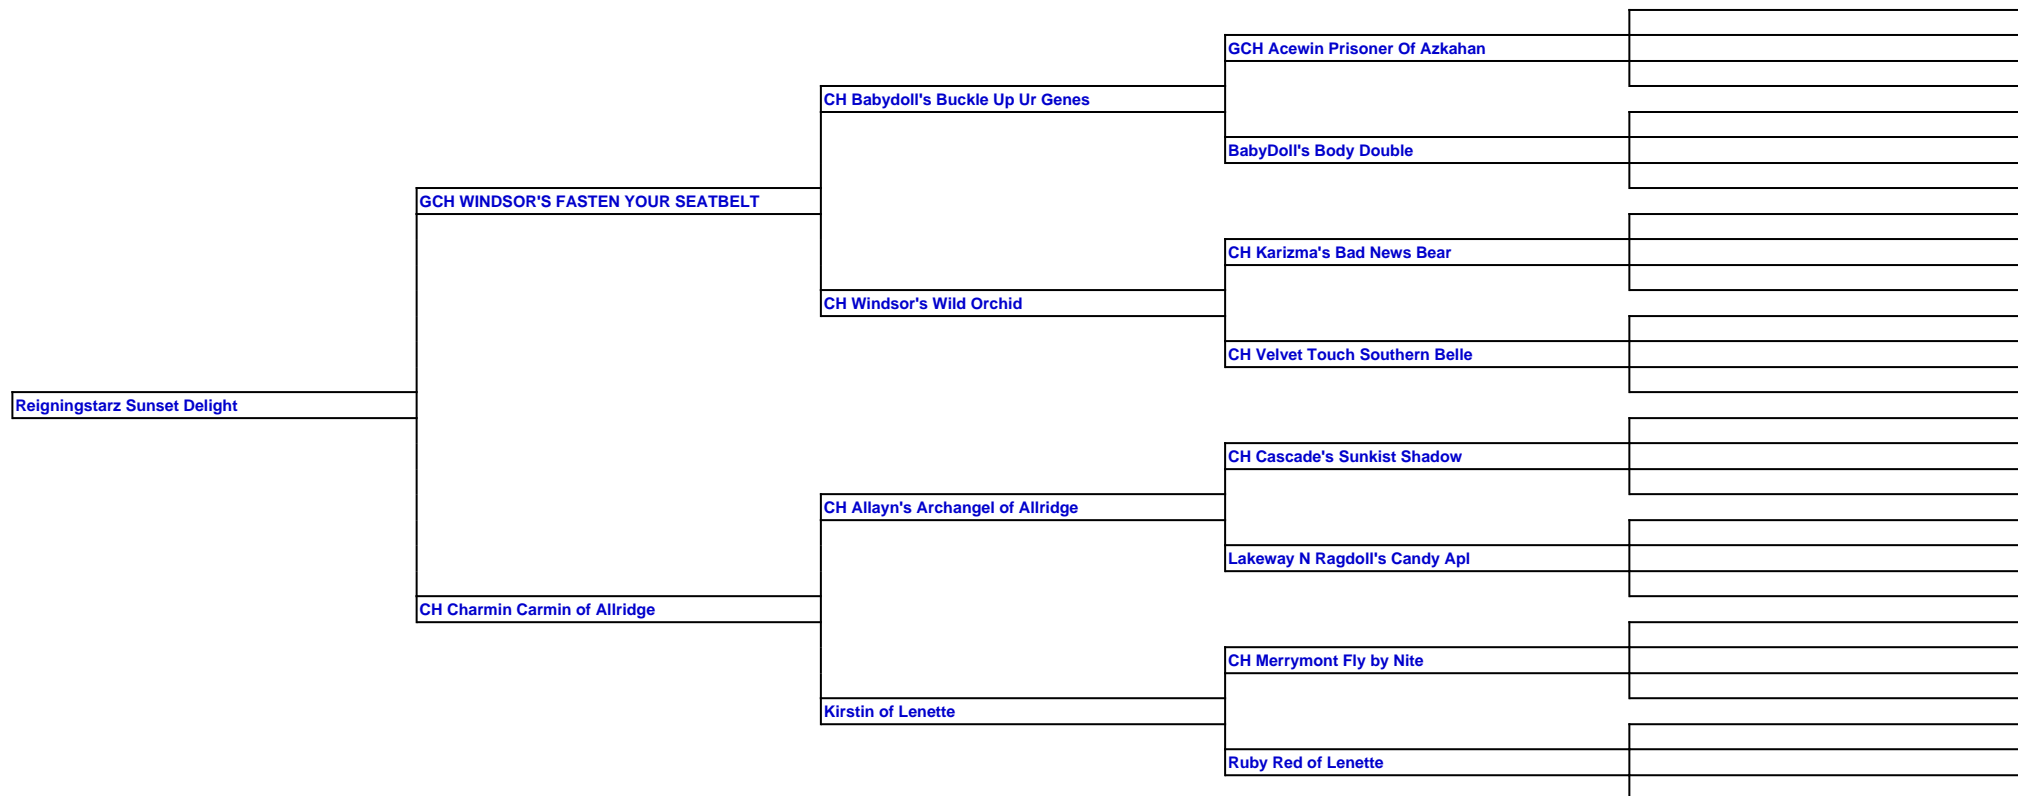 GCH Acewin Prisoner Of Azkahan
CH Babydoll's Buckle Up Ur Genes
BabyDoll's Body Double
GCH WINDSOR'S FASTEN YOUR SEATBELT
CH Karizma's Bad News Bear
CH Windsor's Wild Orchid
CH Velvet Touch Southern Belle
Reigningstarz Sunset Delight
CH Cascade's Sunkist Shadow
CH Allayn's Archangel of Allridge
Lakeway N Ragdoll's Candy Apl
CH Charmin Carmin of Allridge
CH Merrymont Fly by Nite
Kirstin of Lenette
Ruby Red of Lenette